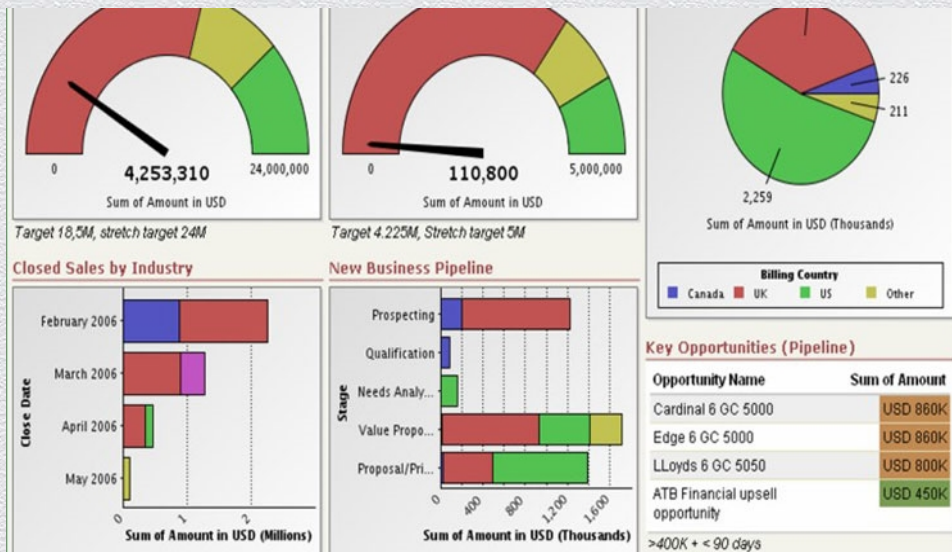 0
4,253,310
24,000,000
Sum of Amount in USD
Target 18,5M, stretch target 24M
0
110,800
5,000,000
Sum of Amount in USD
Target 4.225M, Stretch target 5M
226
211
2,259
Sum of Amount in USD (Thousands)
Billing Country
Canada UK US Other
Closed Sales by Industry
Close Date
February 2006
March 2006
April 2006
May 2006
0 1 2
Sum of Amount in USD (Millions)
New Business Pipeline
Stage
Prospecting
Qualification
Needs Analy...
Value Propo...
Proposal/Pri...
0 400 800 1,200 1,600
Sum of Amount in USD (Thousands)
Key Opportunities (Pipeline)
Opportunity Name Sum of Amount
Cardinal 6 GC 5000 USD 860K
Edge 6 GC 5000 USD 860K
LLoyds 6 GC 5050 USD 800K
ATB Financial upsell USD 450K
opportunity
>400K + < 90 days